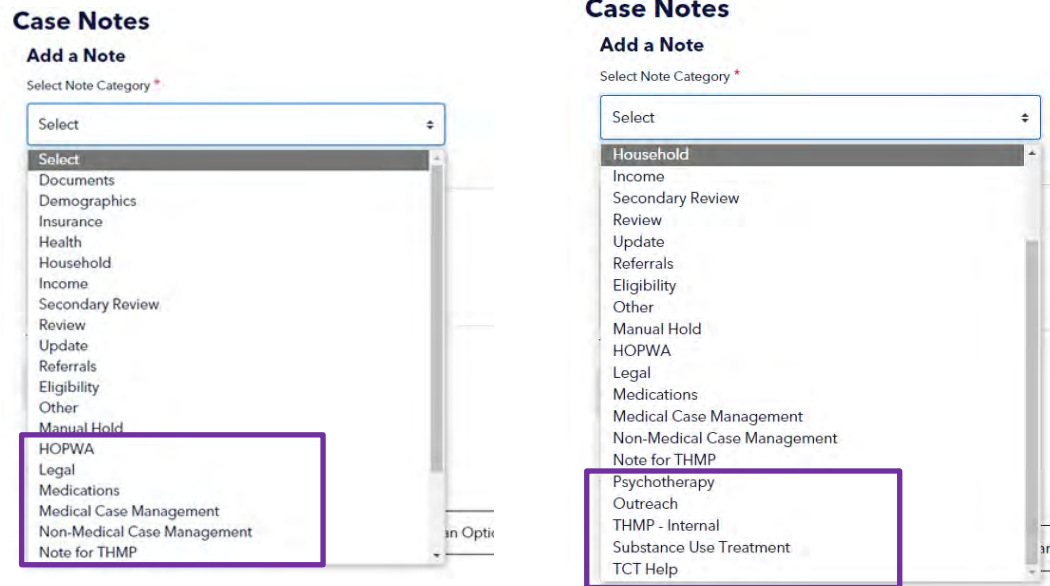 Case Notes
Add a Note
Select Note Category *
Select
Select
Documents
Demographics
Insurance
Health
Household
Income
Secondary Review
Review
Update
Referrals
Eligibility
Other
Manual Hold
HOPWA
Legal
Medications
Medical Case Management
Non-Medical Case Management
Note for THMP
Case Notes
Add a Note
Select Note Category *
Select
Household
Income
Secondary Review
Review
Update
Referrals
Eligibility
Other
Manual Hold
HOPWA
Legal
Medications
Medical Case Management
Non-Medical Case Management
Note for THMP
Psychotherapy
Outreach
THMP - Internal
Substance Use Treatment
TCT Help